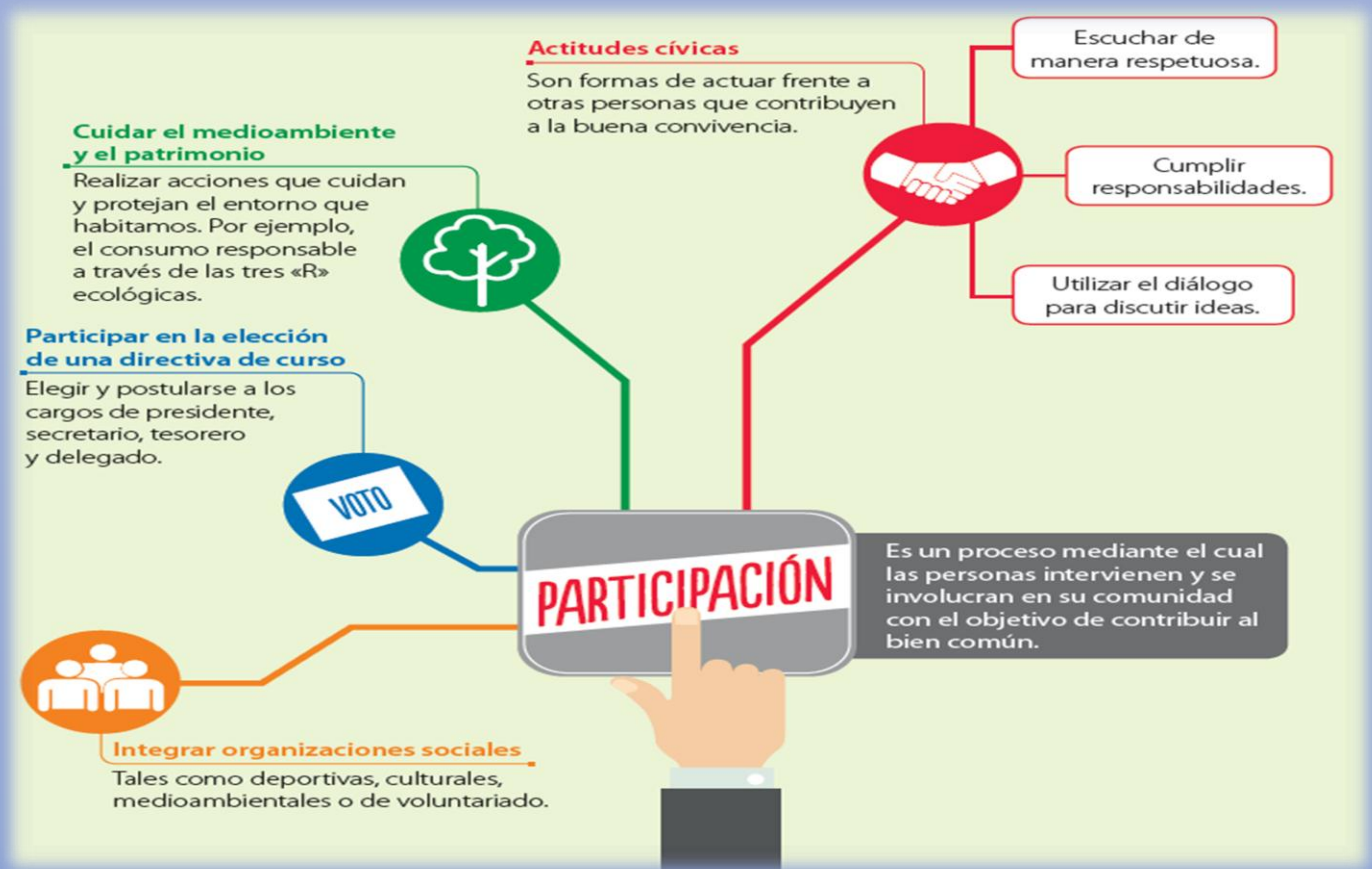 Actitudes cívicas
Son formas de actuar frente a
otras personas que contribuyen
a la buena convivencia.
Escuchar de
manera respetuosa.
Cumplir
responsabilidades.
Utilizar el diálogo
para discutir ideas.
Cuidar el medioambiente
y el patrimonio
Realizar acciones que cuidan
y protejan el entorno que
habitamos. Por ejemplo,
el consumo responsable
a través de las tres «R»
ecológicas.
Participar en la elección
de una directiva de curso
Elegir y postularse a los
cargos de presidente,
secretario, tesorero
y delegado.
VOTO
PARTICIPACIÓN
Es un proceso mediante el cual
las personas intervienen y se
involucran en su comunidad
con el objetivo de contribuir al
bien común.
Integrar organizaciones sociales
Tales como deportivas, culturales,
medioambientales o de voluntariado.